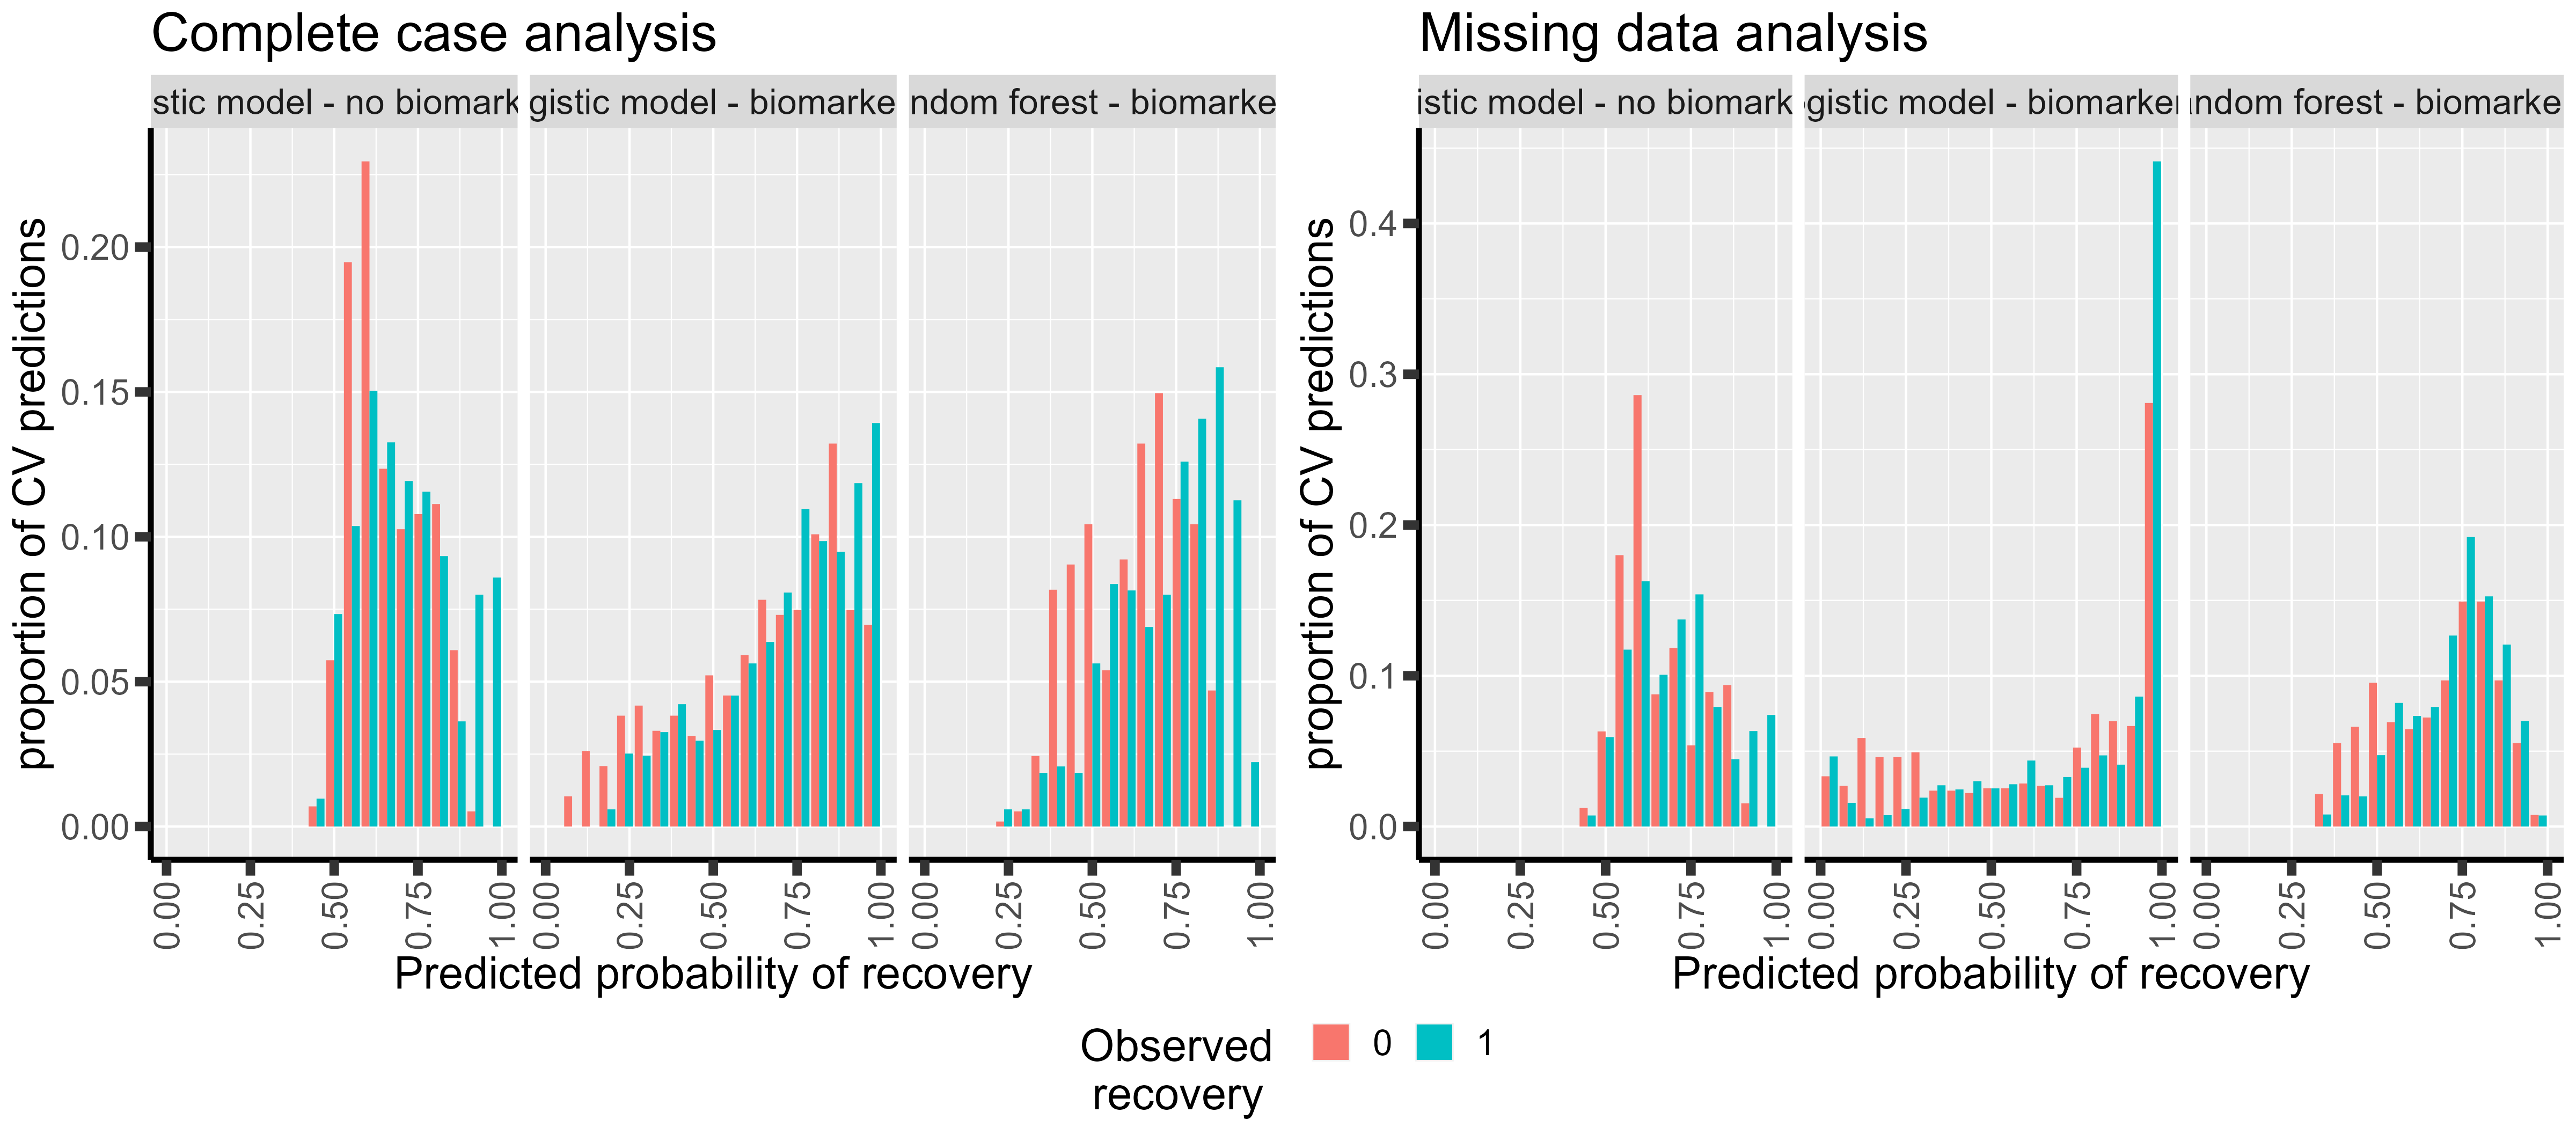 Complete case analysis
Missing data analysis
stic model - no biomark
gistic model - biomarke
ndom forest - biomarke
istic model - no biomark
ogistic model - biomarker
andom forest - biomarke
proportion of CV predictions
0.20
0.15
0.10
0.05
0.00
0.00 0.25 0.50 0.75 1.00
0.00 0.25 0.50 0.75 1.00
0.00 0.25 0.50 0.75 1.00
Predicted probability of recovery
proportion of CV predictions
0.4
0.3
0.2
0.1
0.0
0.00 0.25 0.50 0.75 1.00
0.00 0.25 0.50 0.75 1.00
0.00 0.25 0.50 0.75 1.00
Predicted probability of recovery
Observed
recovery
0 1